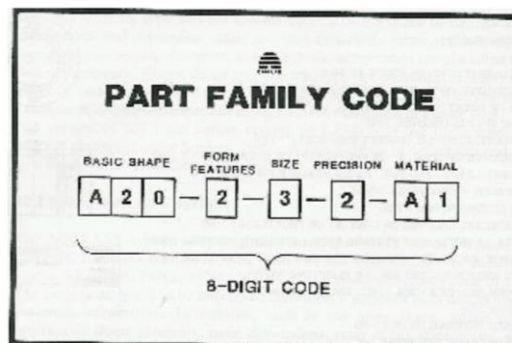 PART FAMILY CODE
BASIC SHAPE FORM FEATURES SIZE PRECISION MATERIAL
A 2 0 – 2 – 3 – 2 – A 1
8-DIGIT CODE